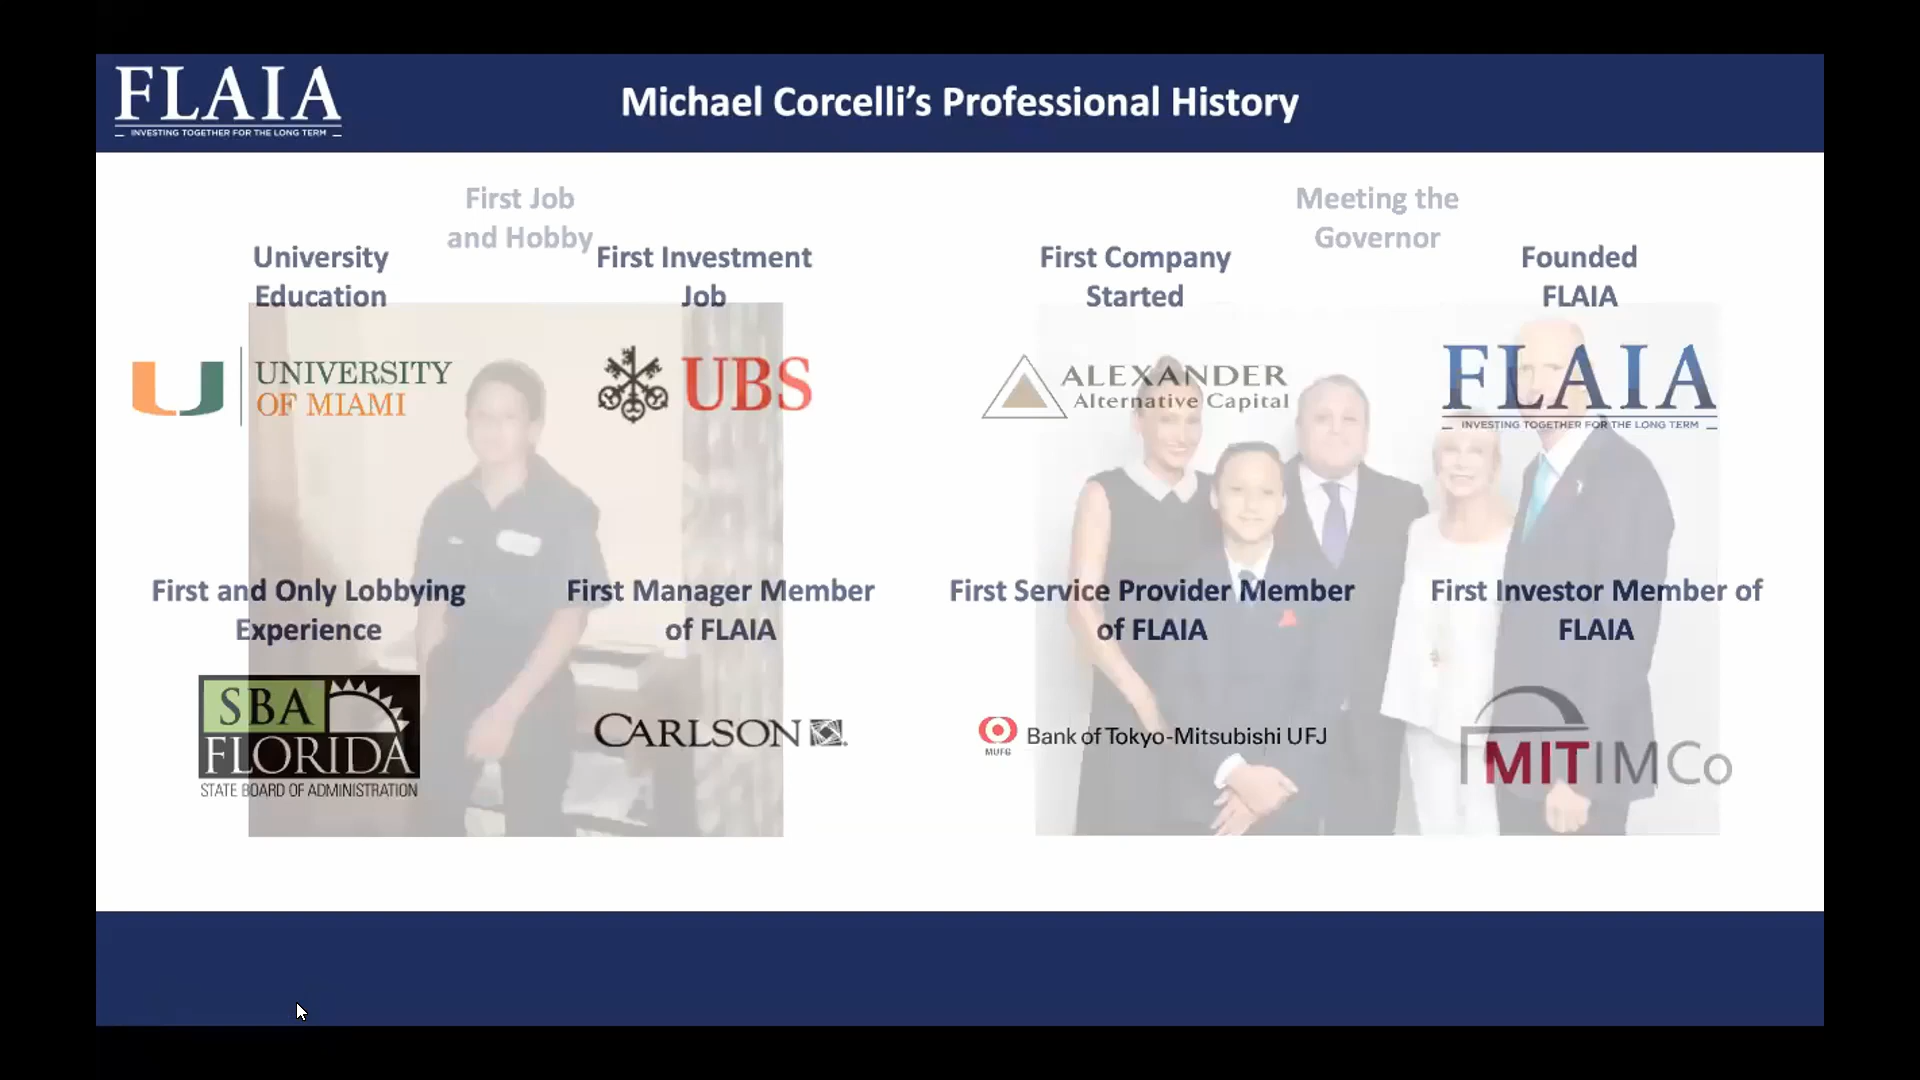 FLAIA
INVESTING TOGETHER FOR THE LONG TERM
Michael Corcelli’s Professional History
First Job
and Hobby
Meeting the
Governor
University
Education
First Investment
Job
First Company
Started
Founded
FLAIA
U
UNIVERSITY
OF MIAMI
UBS
ALEXANDER
Alternative Capital
FLAIA
INVESTING TOGETHER FOR THE LONG TERM
First and Only Lobbying
Experience
First Manager Member
of FLAIA
First Service Provider Member
of FLAIA
First Investor Member of
FLAIA
SBA
FLORIDA
STATE BOARD OF ADMINISTRATION
CARLSON
MUFG
Bank of Tokyo-Mitsubishi UFJ
MITIMCo